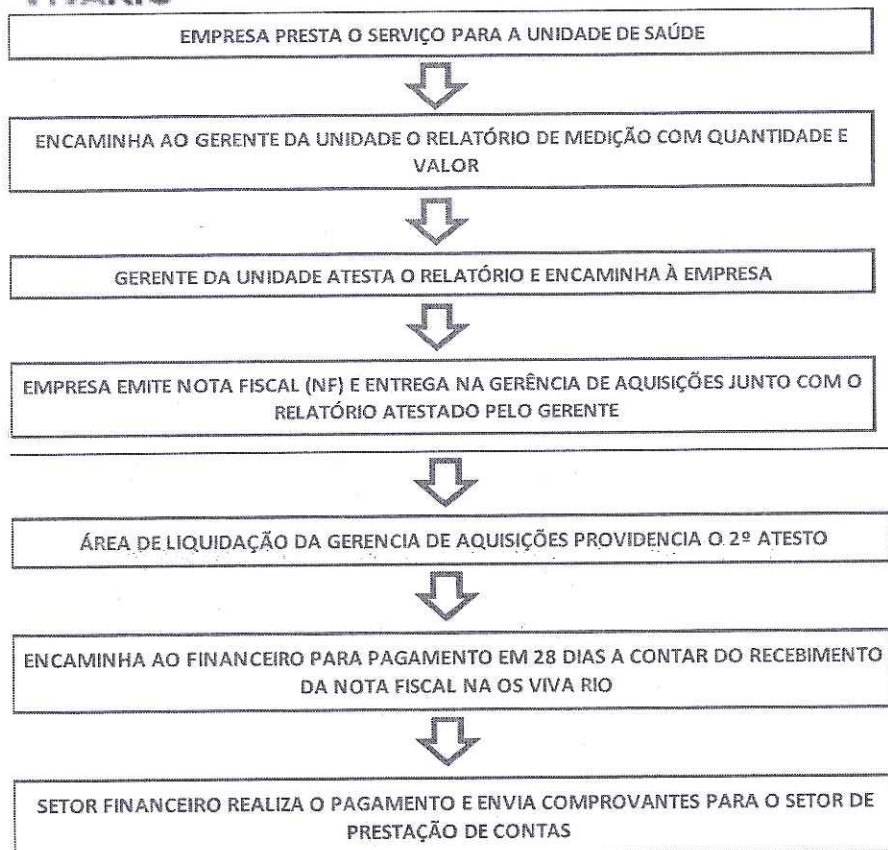 EMPRESA PRESTA O SERVIÇO PARA A UNIDADE DE SAÚDE
ENCAMINHA AO GERENTE DA UNIDADE O RELATÓRIO DE MEDIÇÃO COM QUANTIDADE E
VALOR
GERENTE DA UNIDADE ATESTA O RELATÓRIO E ENCAMINHA À EMPRESA
EMPRESA EMITE NOTA FISCAL (NF) E ENTREGA NA GERÊNCIA DE AQUISIÇÕES JUNTO COM O
RELATÓRIO ATESTADO PELO GERENTE
ÁREA DE LIQUIDAÇÃO DA GERENCIA DE AQUISIÇÕES PROVIDENCIA O 2º ATESTO
ENCAMINHA AO FINANCEIRO PARA PAGAMENTO EM 28 DIAS A CONTAR DO RECEBIMENTO
DA NOTA FISCAL NA OS VIVA RIO
SETOR FINANCEIRO REALIZA O PAGAMENTO E ENVIA COMPROVANTES PARA O SETOR DE
PRESTAÇÃO DE CONTAS